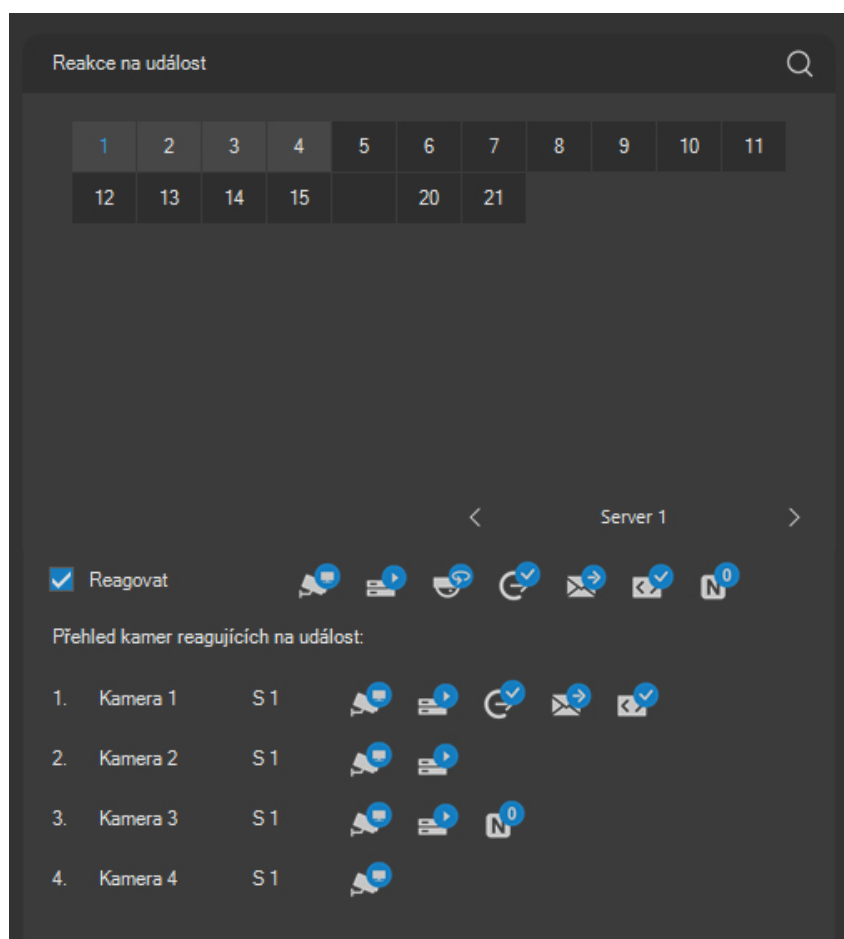 Reakce na událost
1 2 3 4 5 6 7 8 9 10 11
12 13 14 15 20 21
Server 1
Reagovat N 0
Přehled kamer reagujících na událost:
1. Kamera 1 S 1
2. Kamera 2 S 1
3. Kamera 3 S 1 N 0
4. Kamera 4 S 1